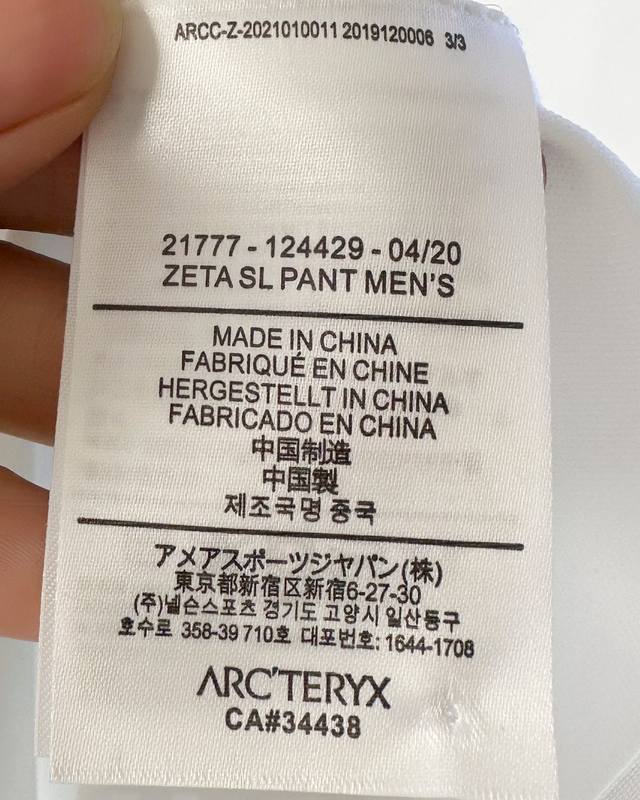 ARCC-Z-2021010011 2019120006 3/3
21777 - 124429 - 04/20
ZETA SL PANT MEN'S
MADE IN CHINA
FABRIQUÉ EN CHINE
HERGESTELLT IN CHINA
FABRICADO EN CHINA
中国制造
中国製
제조국명 중국
アメアスポーツジヤパン(株)
東京都新宿区新宿6-27-30
(주)넬슨스포츠 경기도 고양시 일산동구
호수로 358-39 710호 대포번호: 1644-1708
ARC'TERYX
CA#34438